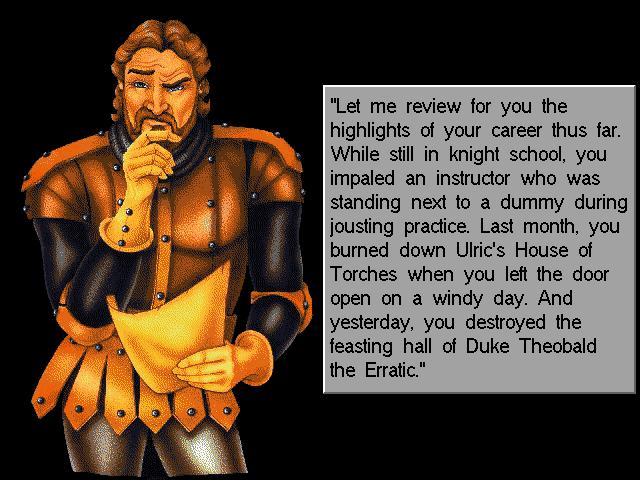 "Let me review for you the
highlights of your career thus far.
While still in knight school, you
impaled an instructor who was
standing next to a dummy during
jousting practice. Last month, you
burned down Ulric's House of
Torches when you left the door
open on a windy day. And
yesterday, you destroyed the
feasting hall of Duke Theobald
the Erratic."